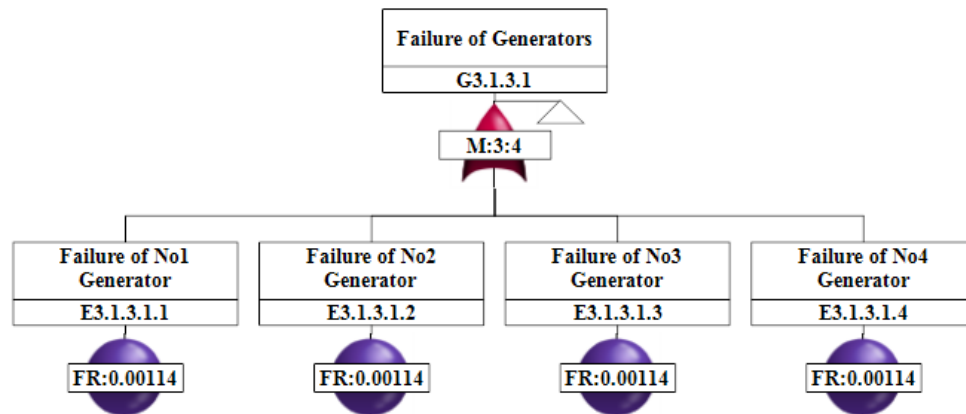 Failure of Generators
G3.1.3.1
M:3:4
Failure of No1
Generator
E3.1.3.1.1
FR:0.00114
Failure of No2
Generator
E3.1.3.1.2
FR:0.00114
Failure of No3
Generator
E3.1.3.1.3
FR:0.00114
Failure of No4
Generator
E3.1.3.1.4
FR:0.00114